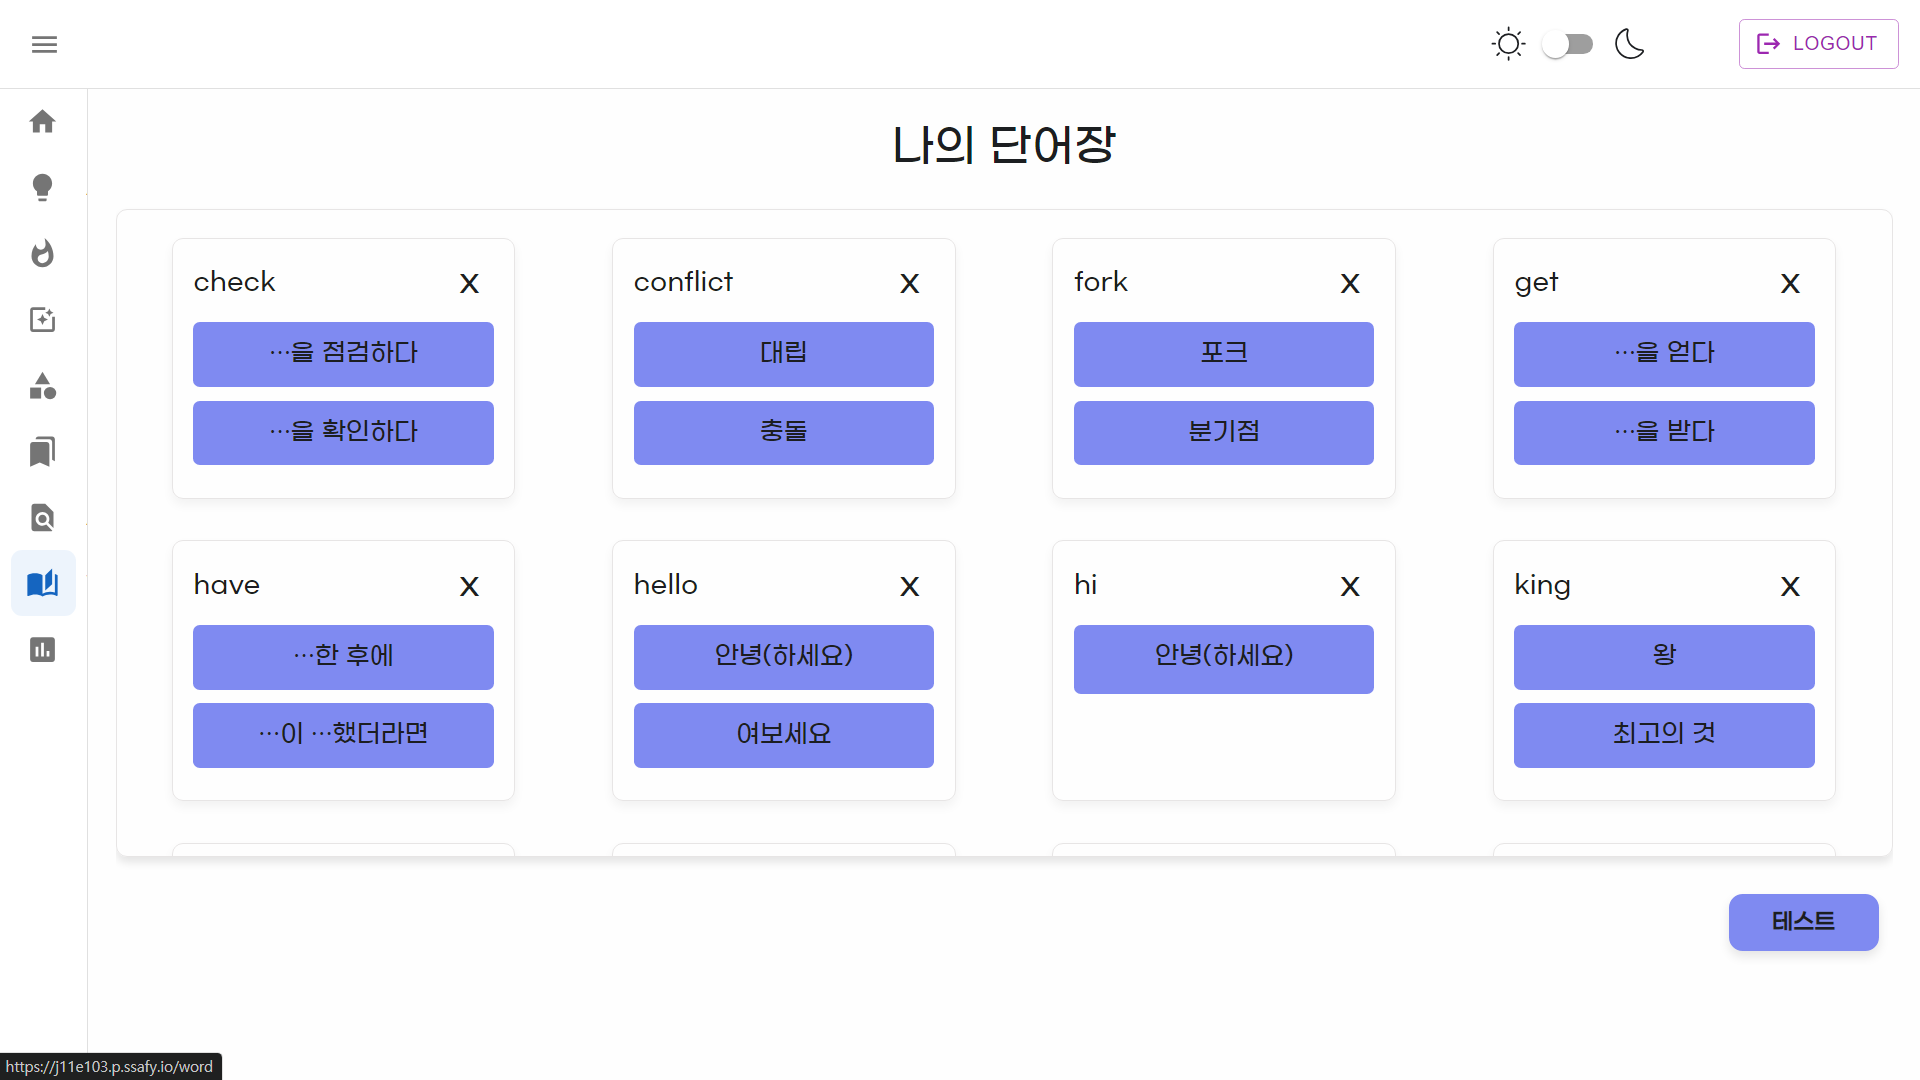 LOGOUT
나의 단어장
check X
…을 점검하다
…을 확인하다
conflict X
대립
충돌
fork X
포크
분기점
get X
…을 얻다
…을 받다
have X
…한 후에
…이 …했더라면
hello X
안녕(하세요)
여보세요
hi X
안녕(하세요)
king X
왕
최고의 것
테스트
https://j11e103.p.ssafy.io/word